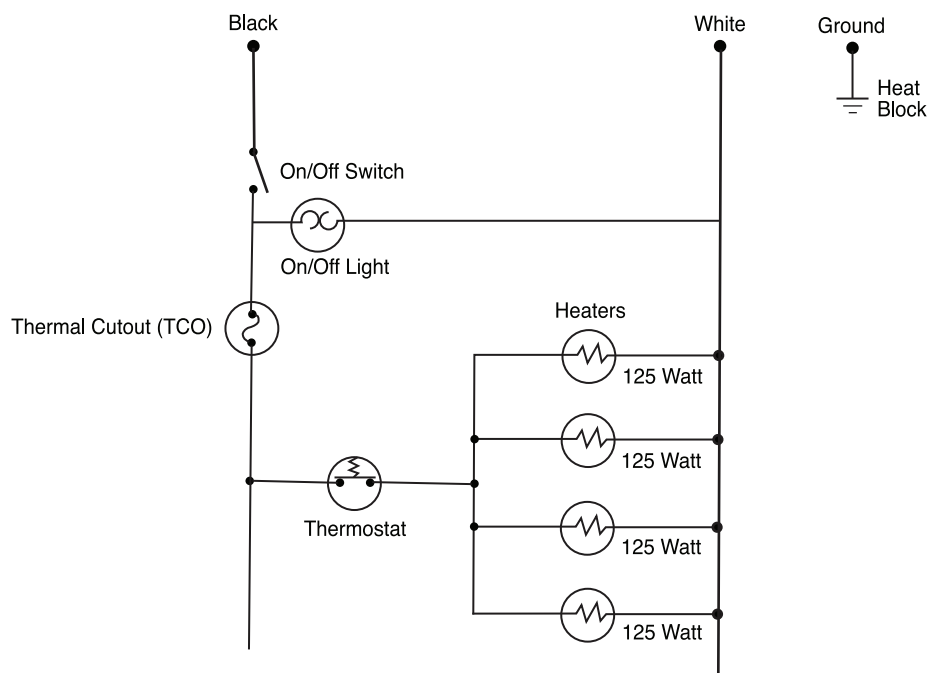 Black
White
Ground
Heat
Block
On/Off Switch
On/Off Light
Thermal Cutout (TCO)
Heaters
125 Watt
125 Watt
Thermostat
125 Watt
125 Watt